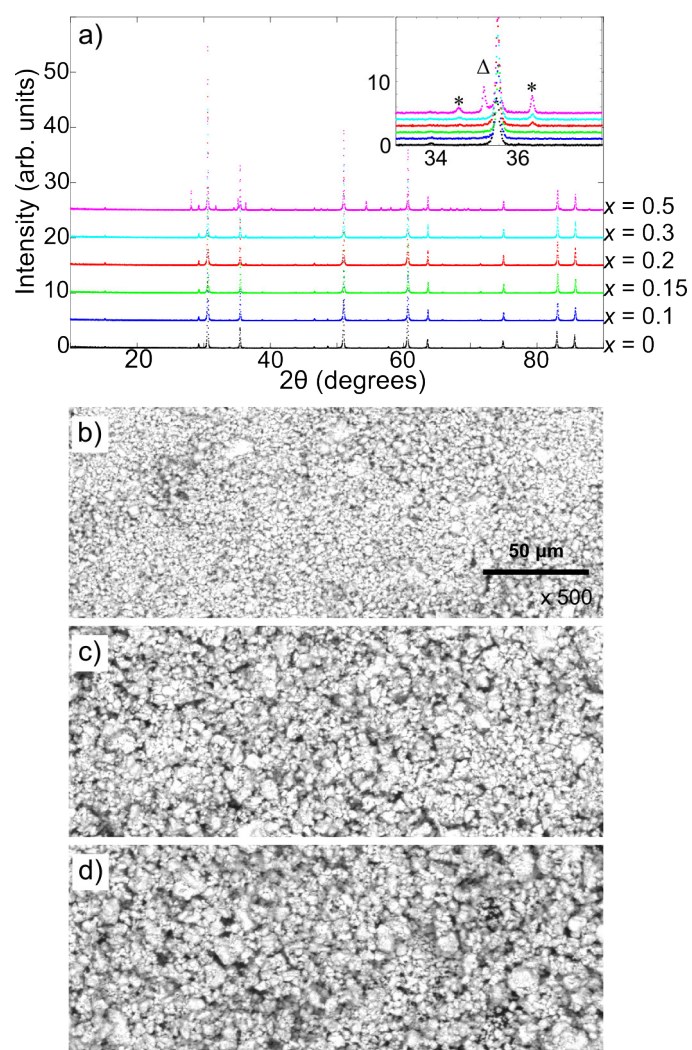 a)
Intensity (arb. units)
50
40
30
20
10
0
20
40
60
80
2θ (degrees)
10
0
34
36
*
Δ
*
x = 0.5
x = 0.3
x = 0.2
x = 0.15
x = 0.1
x = 0
b)
50 µm
x 500
c)
d)